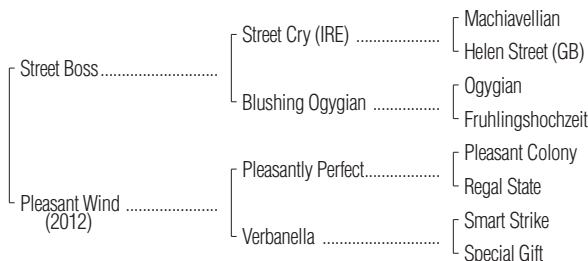 Machiavellian
Street Cry (IRE) ....................
Helen Street (GB)
Street Boss............................
Ogygian
Blushing Ogygian ................
Fruhlingshochzeit
Pleasant Colony
Pleasantly Perfect..................
Regal State
Pleasant Wind ......................
(2012)
Smart Strike
Verbanella ............................
Special Gift